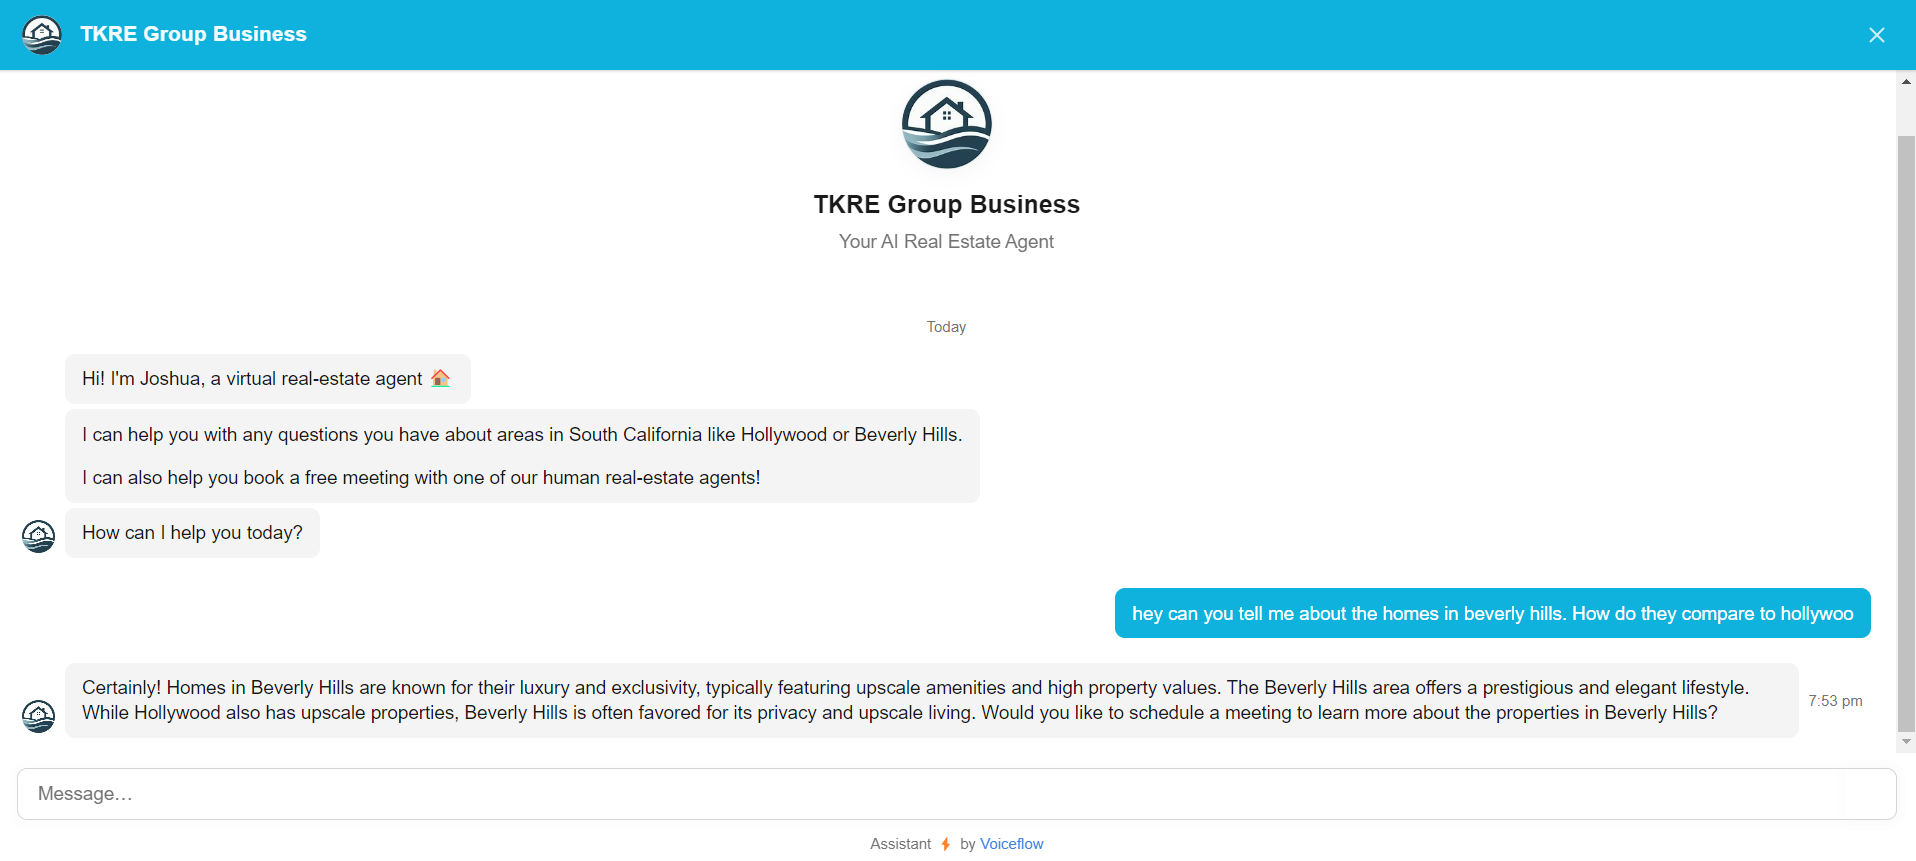 TKRE Group Business
TKRE Group Business
Your AI Real Estate Agent
Today
Hi! I'm Joshua, a virtual real-estate agent 🏠
I can help you with any questions you have about areas in South California like Hollywood or Beverly Hills.
I can also help you book a free meeting with one of our human real-estate agents!
How can I help you today?
hey can you tell me about the homes in beverly hills. How do they compare to hollywoo
Certainly! Homes in Beverly Hills are known for their luxury and exclusivity, typically featuring upscale amenities and high property values. The Beverly Hills area offers a prestigious and elegant lifestyle.
While Hollywood also has upscale properties, Beverly Hills is often favored for its privacy and upscale living. Would you like to schedule a meeting to learn more about the properties in Beverly Hills?
7:53 pm
Message…
Assistant ⚡ by Voiceflow